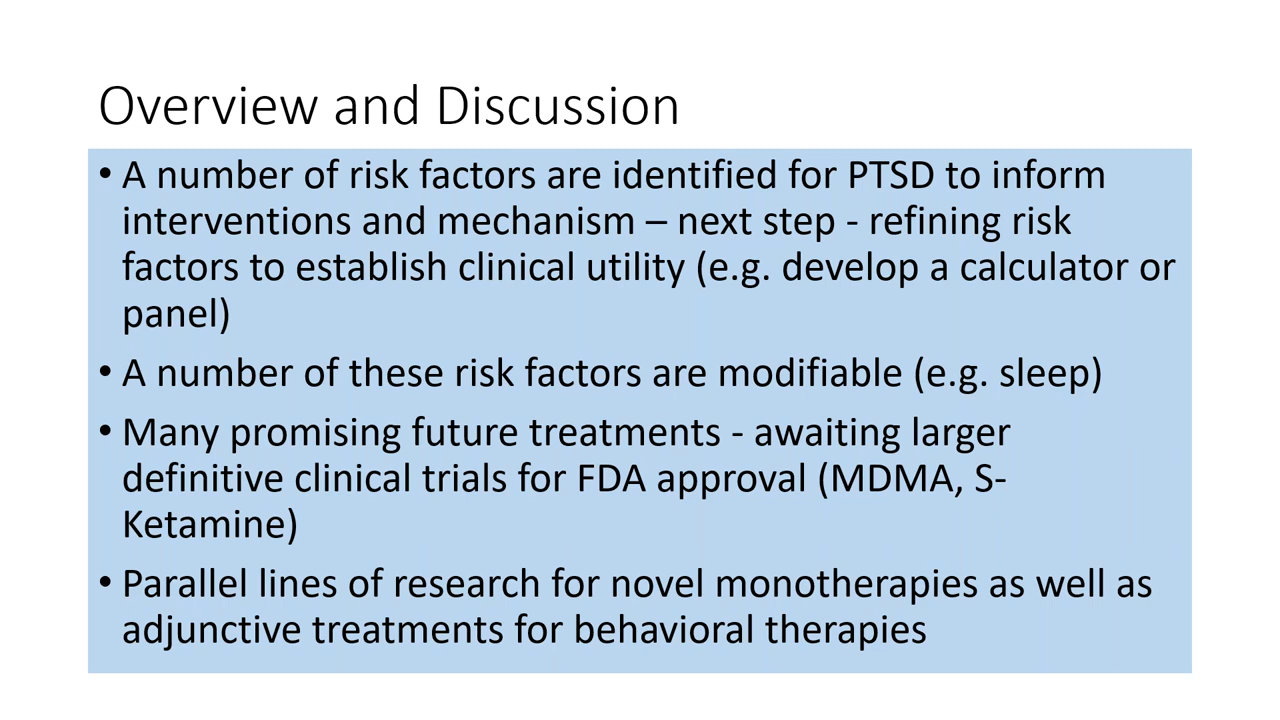 Overview and Discussion
• A number of risk factors are identified for PTSD to inform
interventions and mechanism – next step - refining risk
factors to establish clinical utility (e.g. develop a calculator or
panel)
• A number of these risk factors are modifiable (e.g. sleep)
• Many promising future treatments - awaiting larger
definitive clinical trials for FDA approval (MDMA, S-
Ketamine)
• Parallel lines of research for novel monotherapies as well as
adjunctive treatments for behavioral therapies